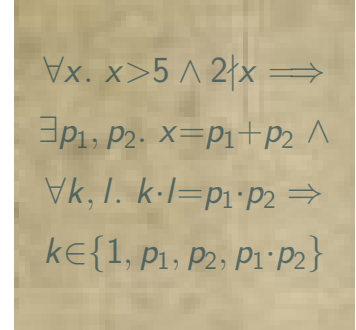 ∀x. x>5 ∧ 2∤x ⟹
∃p₁, p₂. x=p₁+p₂ ∧
∀k, l. k·l=p₁·p₂ ⇒
k∈{1, p₁, p₂, p₁·p₂}